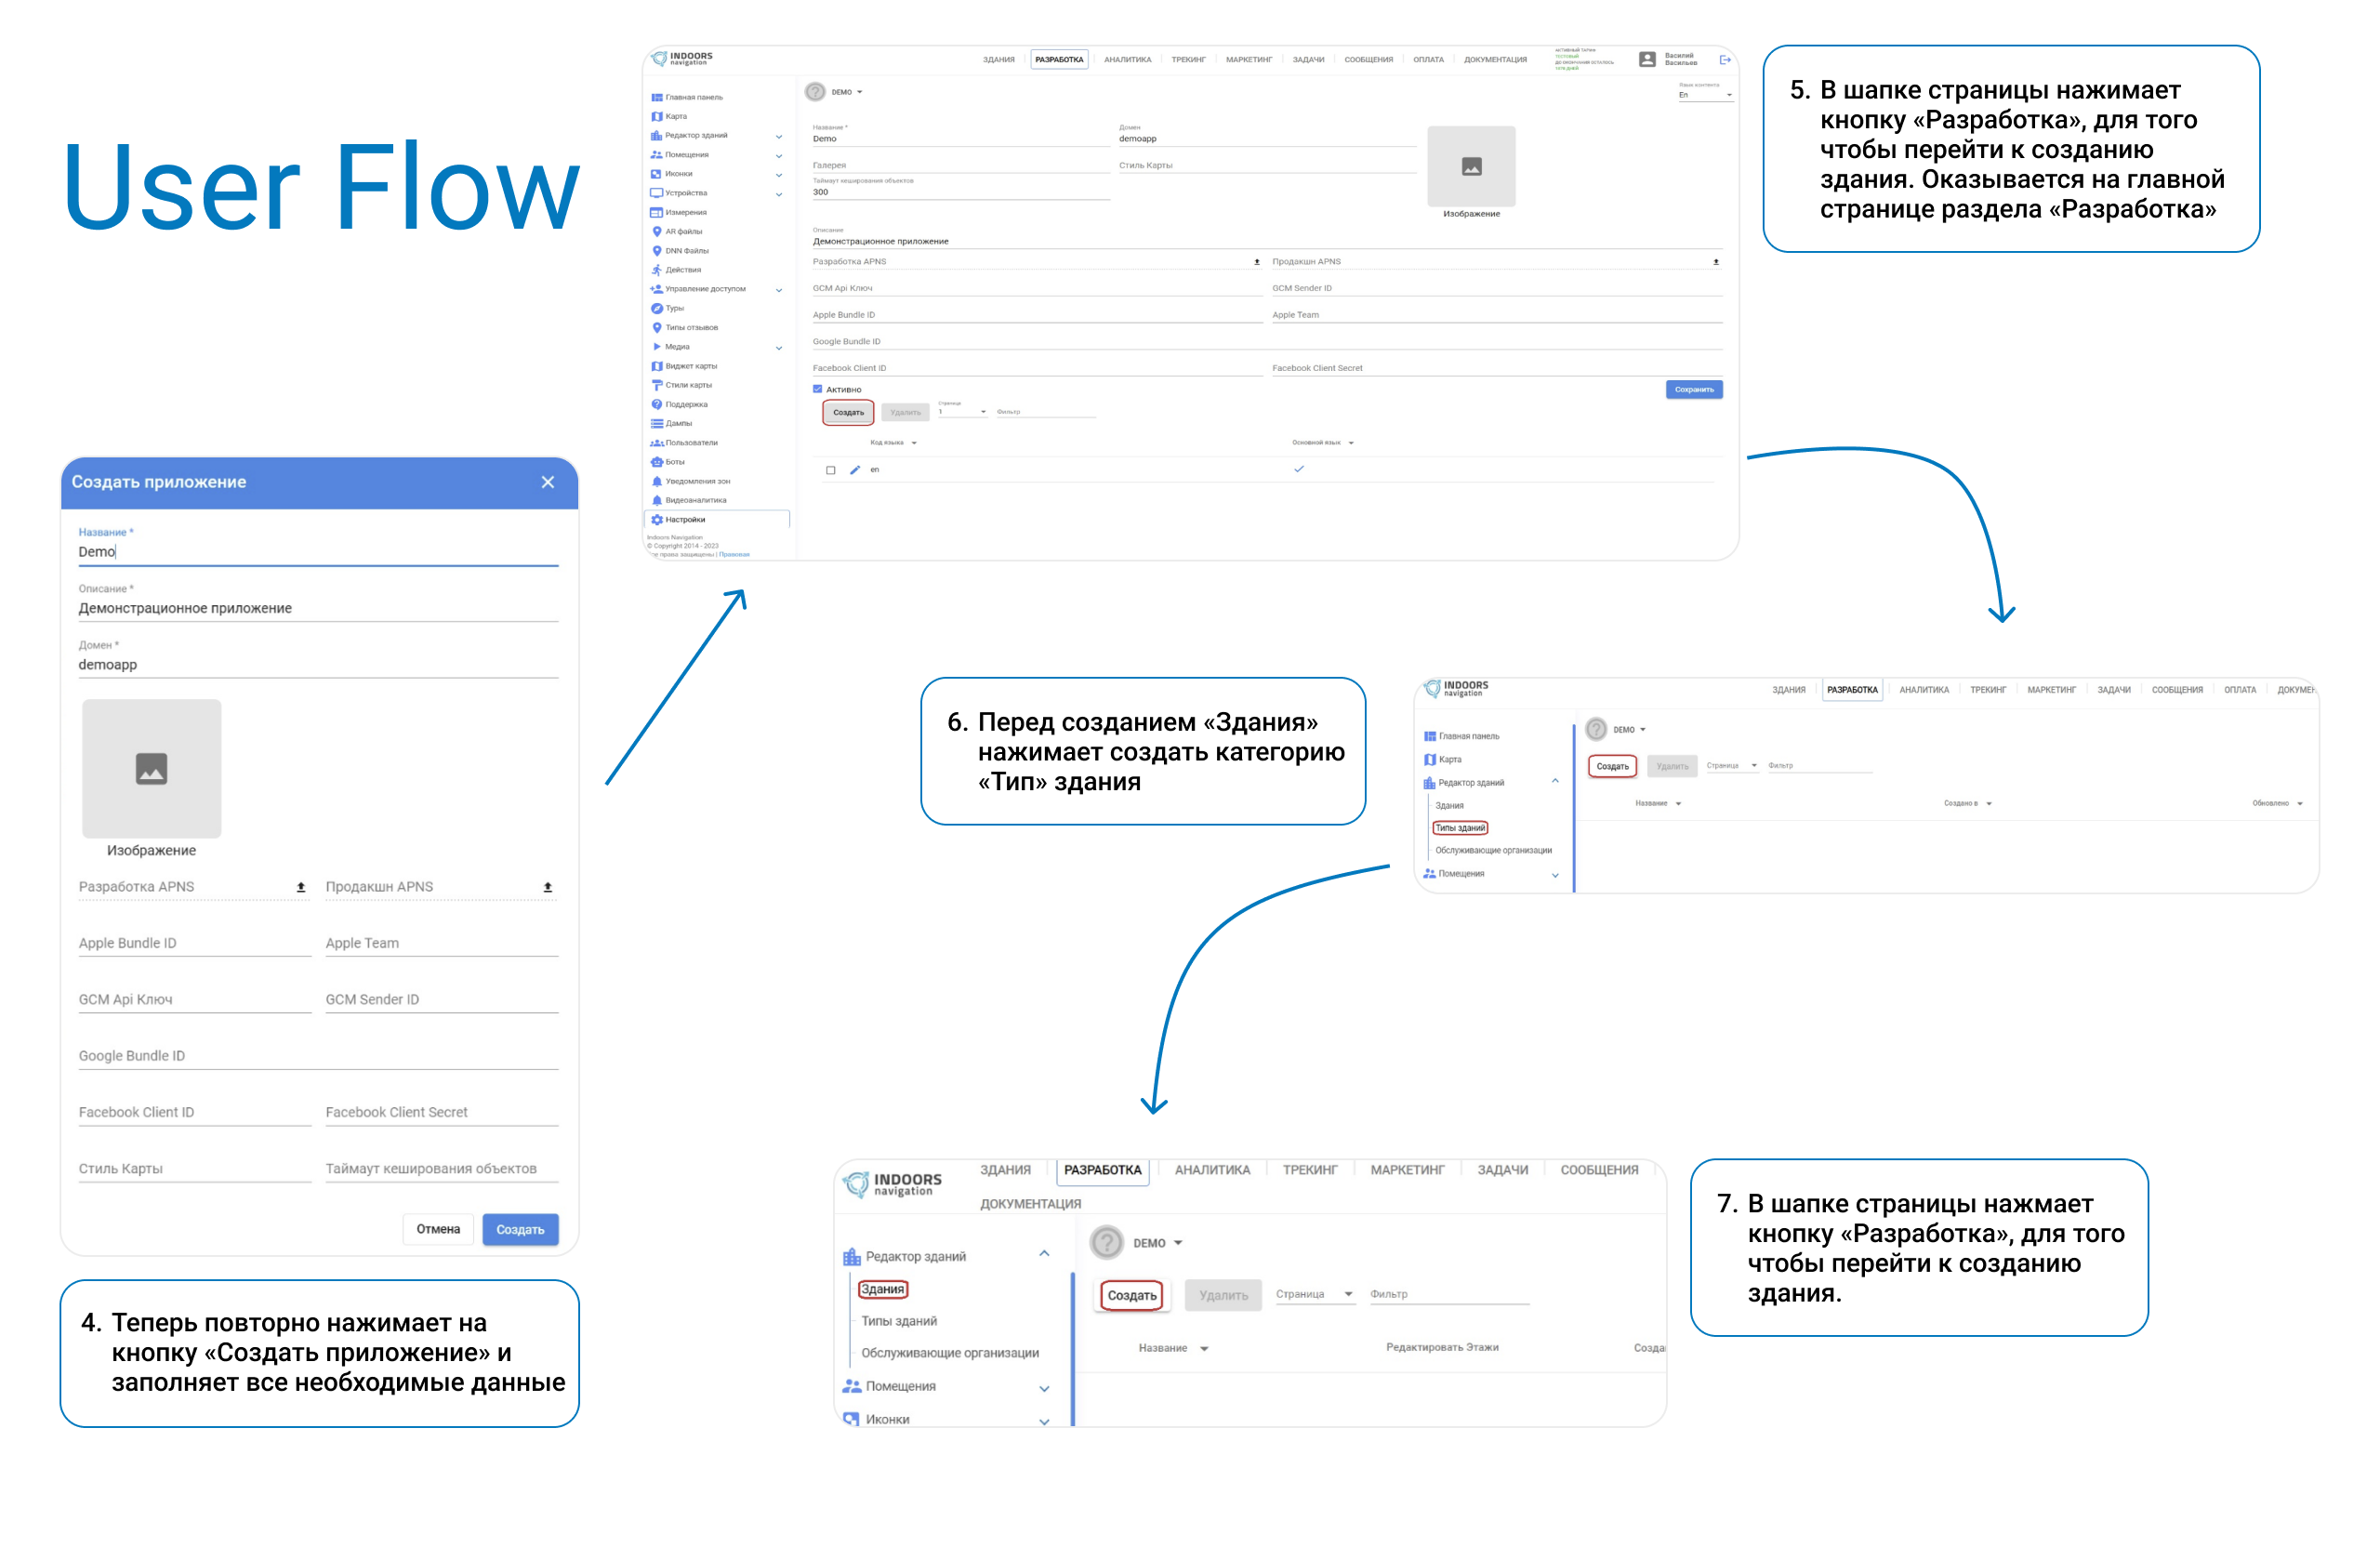 User Flow
INDOORS
navigation
ЗДАНИЯ
РАЗРАБОТКА
АНАЛИТИКА
ТРЕКИНГ
МАРКЕТИНГ
ЗАДАЧИ
СООБЩЕНИЯ
ОПЛАТА
ДОКУМЕНТАЦИЯ
АКТИВНЫЙ ТАРИФ
ТЕСТОВЫЙ
ДО ОКОНЧАНИЯ ОСТАЛОСЬ
Василий
Васильев
Главная панель
Карта
Редактор зданий
Помещения
Иконки
Устройства
Измерения
AR файлы
DNN Файлы
Действия
Управление доступом
Туры
Типы отзывов
Медиа
Виджет карты
Стили карты
Поддержка
Дампы
Пользователи
Боты
Уведомления зон
Видеоаналитика
Настройки
Indoors Navigation
© Copyright 2014 - 2023
права защищены | Правовая
DEMO
Язык контента
En
Название *
Demo
Домен
demoapp
Галерея
Стиль Карты
Таймаут кеширования объектов
300
Изображение
Описание
Демонстрационное приложение
Разработка APNS
Продакшн APNS
GCM Api Ключ
GCM Sender ID
Apple Bundle ID
Apple Team
Google Bundle ID
Facebook Client ID
Facebook Client Secret
Активно
Сохранить
Создать
Удалить
Страница
1
Фильтр
Код языка
Основной язык
en
5. В шапке страницы нажимает
кнопку «Разработка», для того
чтобы перейти к созданию
здания. Оказывается на главной
странице раздела «Разработка»
Создать приложение
Название *
Demo
Описание *
Демонстрационное приложение
Домен *
demoapp
Изображение
Разработка APNS
Продакшн APNS
Apple Bundle ID
Apple Team
GCM Api Ключ
GCM Sender ID
Google Bundle ID
Facebook Client ID
Facebook Client Secret
Стиль Карты
Таймаут кеширования объектов
Отмена
Создать
4. Теперь повторно нажимает на
кнопку «Создать приложение» и
заполняет все необходимые данные
6. Перед созданием «Здания»
нажимает создать категорию
«Тип» здания
INDOORS
navigation
ЗДАНИЯ
РАЗРАБОТКА
АНАЛИТИКА
ТРЕКИНГ
МАРКЕТИНГ
ЗАДАЧИ
СООБЩЕНИЯ
ОПЛАТА
ДОКУМЕ
Главная панель
Карта
Редактор зданий
Здания
Типы зданий
Обслуживающие организации
Помещения
DEMO
Создать
Удалить
Страница
Фильтр
Название
Создано в
Обновлено
INDOORS
navigation
ЗДАНИЯ
РАЗРАБОТКА
АНАЛИТИКА
ТРЕКИНГ
МАРКЕТИНГ
ЗАДАЧИ
СООБЩЕНИЯ
ДОКУМЕНТАЦИЯ
Редактор зданий
Здания
Типы зданий
Обслуживающие организации
Помещения
Иконки
DEMO
Создать
Удалить
Страница
Фильтр
Название
Редактировать Этажи
Созда
7. В шапке страницы нажмает
кнопку «Разработка», для того
чтобы перейти к созданию
здания.